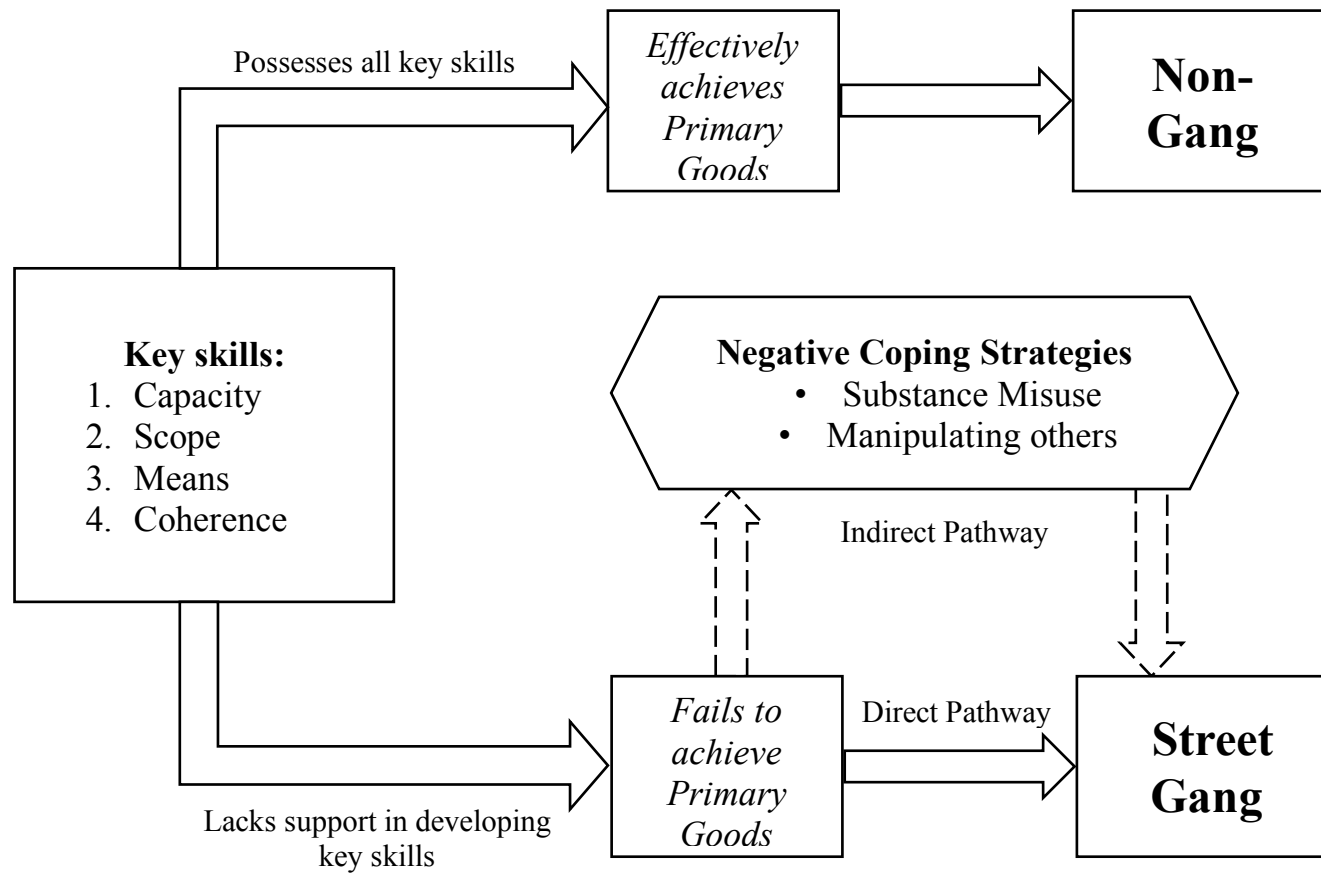 Possesses all key skills
Effectively
achieves
Primary
Goods
Non-
Gang
Key skills:
1. Capacity
2. Scope
3. Means
4. Coherence
Negative Coping Strategies
• Substance Misuse
• Manipulating others
Indirect Pathway
Lacks support in developing
key skills
Fails to
achieve
Primary
Goods
Direct Pathway
Street
Gang